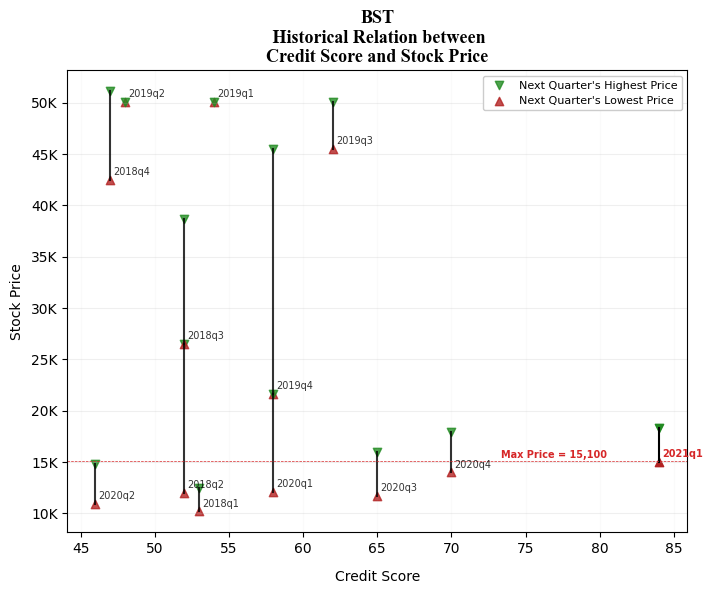 BST
Historical Relation between
Credit Score and Stock Price
Next Quarter's Highest Price
Next Quarter's Lowest Price
Stock Price
50K
45K
40K
35K
30K
25K
20K
15K
10K
2019q2
2019q1
2018q4
2019q3
2018q3
2019q4
Max Price = 15,100
2021q1
2020q4
2018q2
2020q1
2020q3
2020q2
2018q1
45
50
55
60
65
70
75
80
85
Credit Score